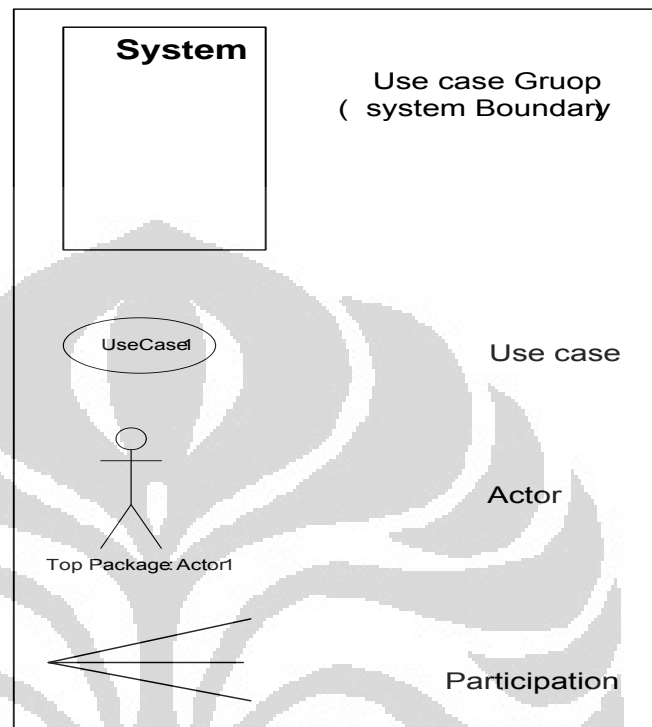 System
Use case Gruop
( system Boundary)
UseCase1
Use case
Actor
Top Package:Actor1
Participation